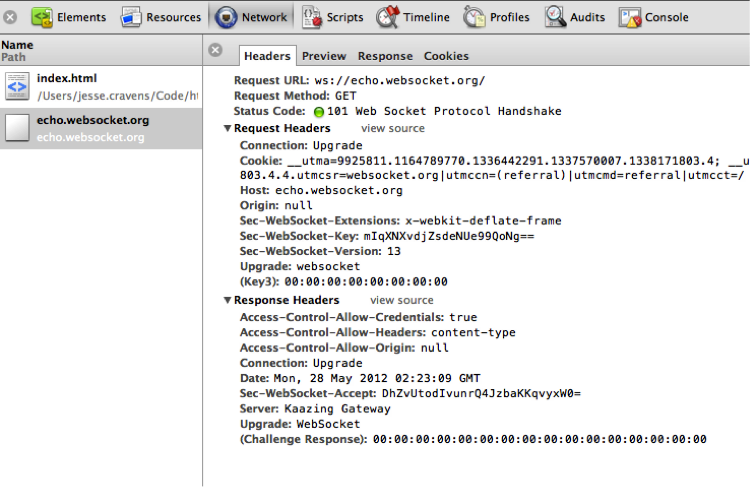 Elements Resources Network Scripts Timeline Profiles Audits Console
Name
Path
index.html
/Users/jesse.cravens/Code/ht
echo.websocket.org
echo.websocket.org
Headers Preview Response Cookies
Request URL: ws://echo.websocket.org/
Request Method: GET
Status Code: 101 Web Socket Protocol Handshake
Request Headers view source
Connection: Upgrade
Cookie: __utma=9925811.1164789770.1336442291.1337570007.1338171803.4; __u
803.4.4.utmcsr=websocket.org|utmccn=(referral)|utmcmd=referral|utmcct=/
Host: echo.websocket.org
Origin: null
Sec-WebSocket-Extensions: x-webkit-deflate-frame
Sec-WebSocket-Key: mIqXNXvdjZsdeNUe99QoNg==
Sec-WebSocket-Version: 13
Upgrade: websocket
(Key3): 00:00:00:00:00:00:00:00
Response Headers view source
Access-Control-Allow-Credentials: true
Access-Control-Allow-Headers: content-type
Access-Control-Allow-Origin: null
Connection: Upgrade
Date: Mon, 28 May 2012 02:23:09 GMT
Sec-WebSocket-Accept: DhZvUtodIvunrQ4JzbaKKqvyxW0=
Server: Kaazing Gateway
Upgrade: WebSocket
(Challenge Response): 00:00:00:00:00:00:00:00:00:00:00:00:00:00:00:00